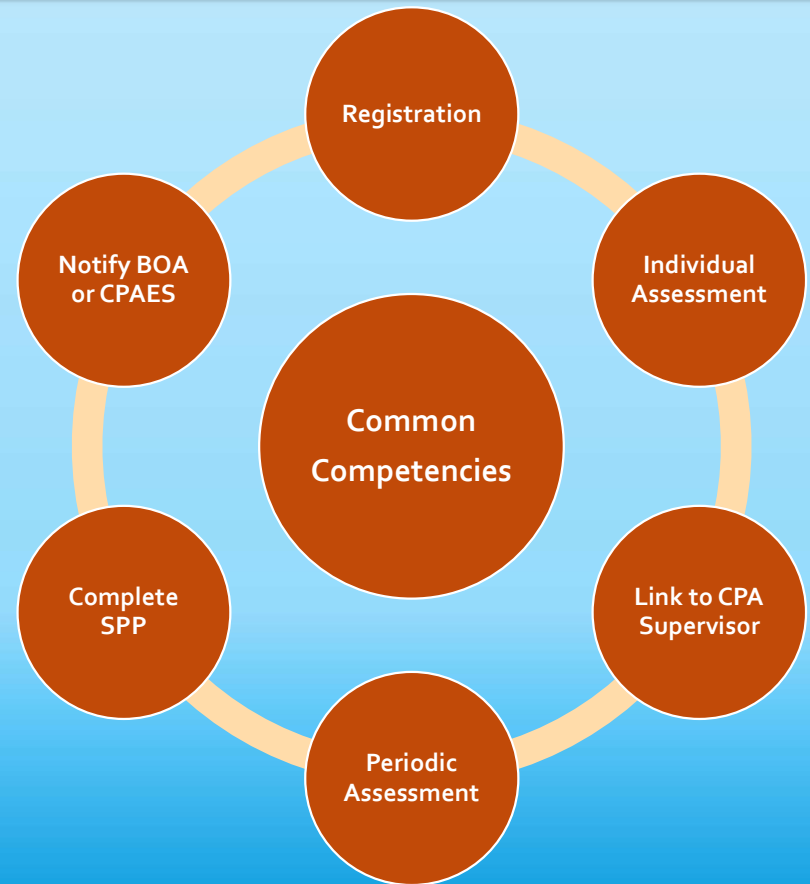 Registration
Individual
Assessment
Link to CPA
Supervisor
Periodic
Assessment
Complete
SPP
Notify BOA
or CPAES
Common
Competencies